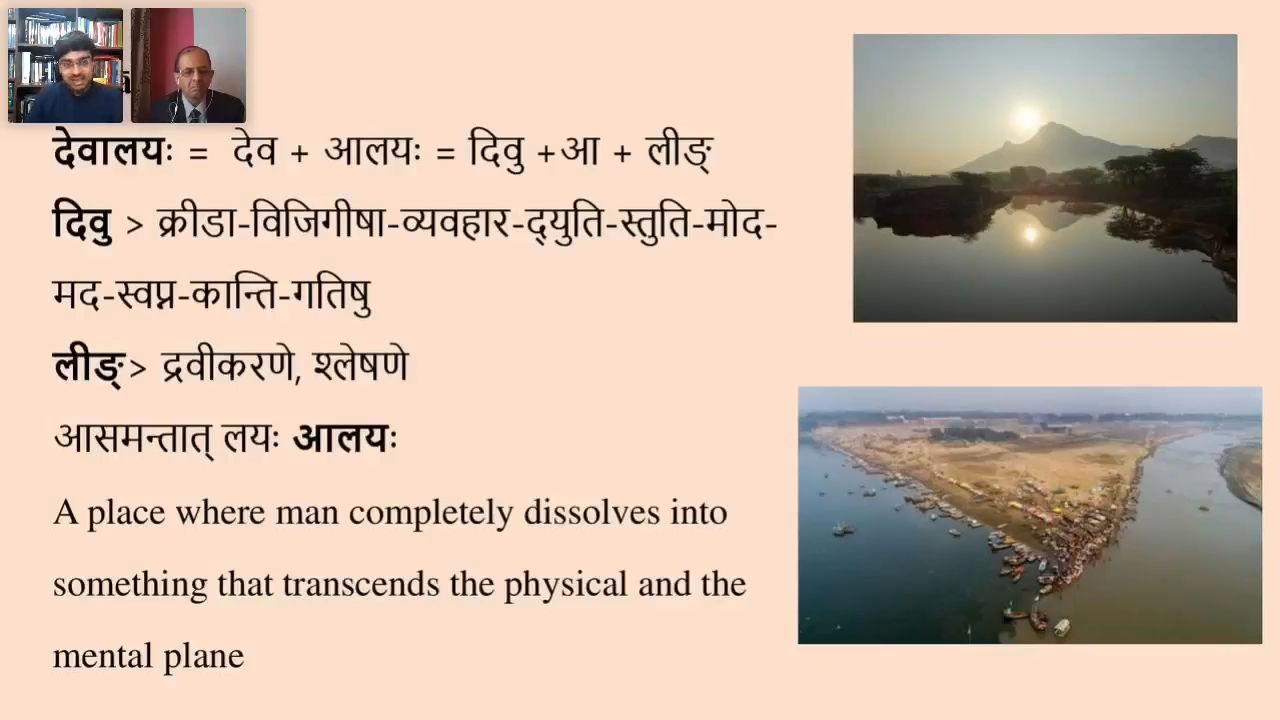 देवालयः = देव + आलयः = दिवु +आ + लीङ्
दिवु > क्रीडा-विजिगीषा-व्यवहार-द्युति-स्तुति-मोद-
मद-स्वप्न-कान्ति-गतिषु
लीङ्> द्रवीकरणे, श्लेषणे
आसमन्तात् लयः आलयः
A place where man completely dissolves into
something that transcends the physical and the
mental plane